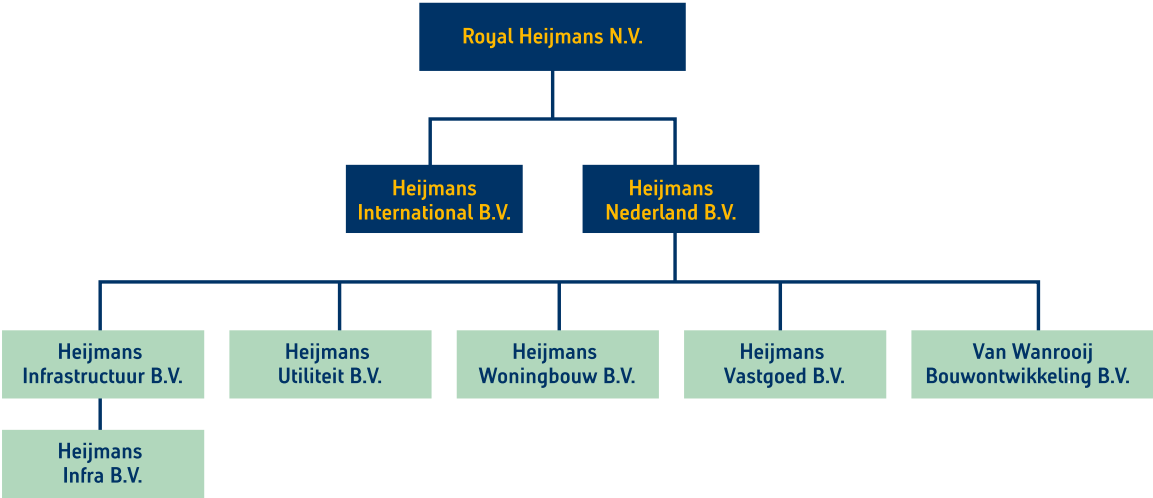 Royal Heijmans N.V.
Heijmans
International B.V.
Heijmans
Nederland B.V.
Heijmans
Infrastructuur B.V.
Heijmans
Utiliteit B.V.
Heijmans
Woningbouw B.V.
Heijmans
Vastgoed B.V.
Van Wanrooij
Bouwontwikkeling B.V.
Heijmans
Infra B.V.